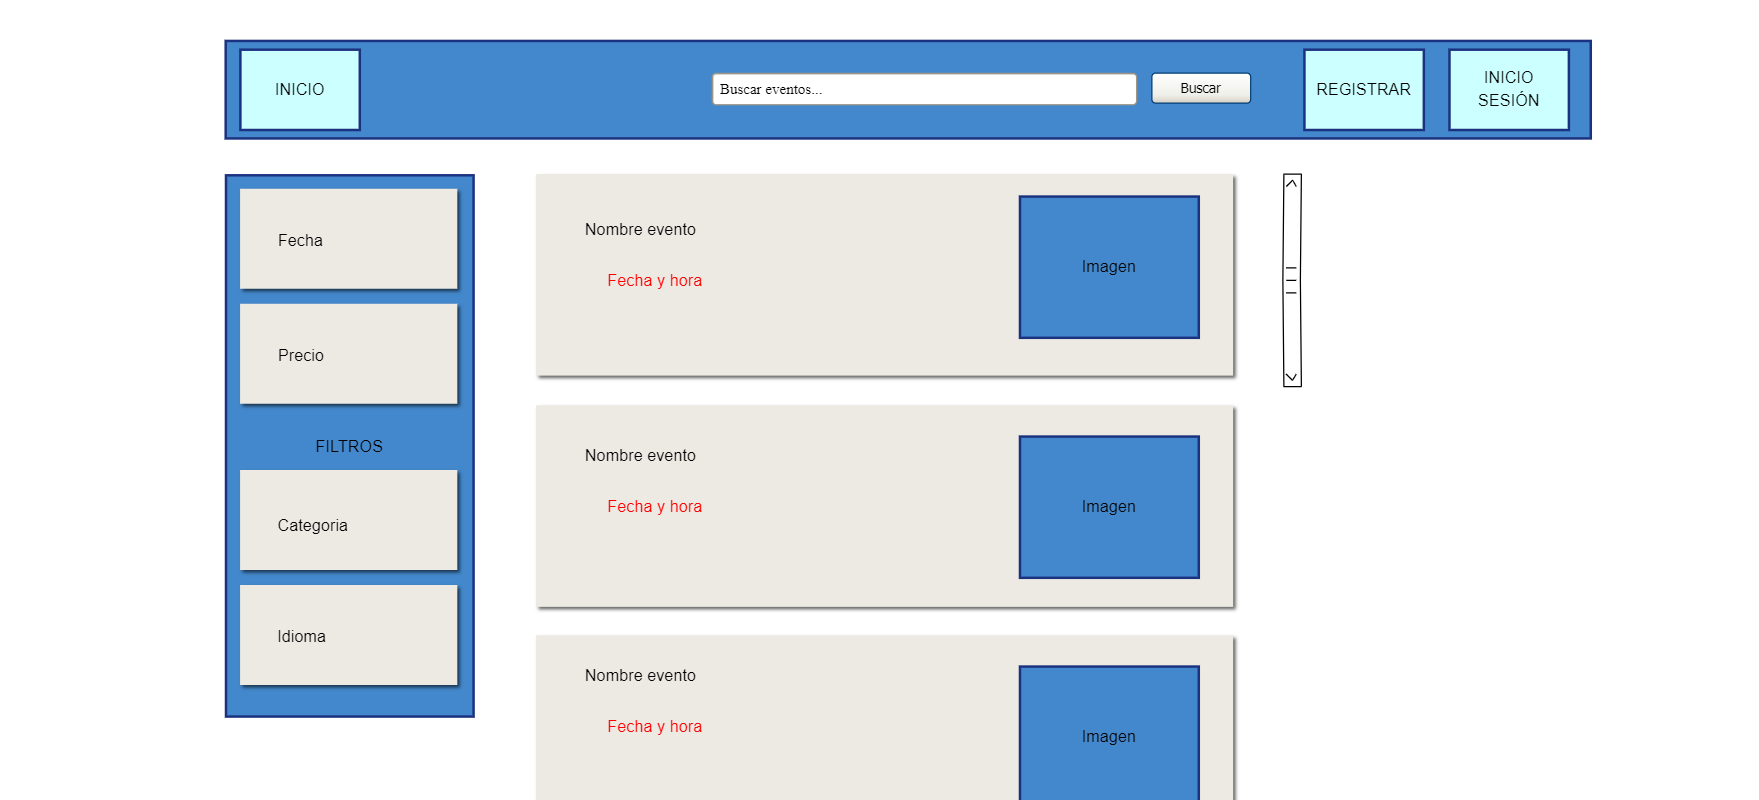 INICIO
Buscar eventos...
Buscar
REGISTRAR
INICIO
SESIÓN
Fecha
Precio
FILTROS
Categoria
Idioma
Nombre evento
Fecha y hora
Imagen
Nombre evento
Fecha y hora
Imagen
Nombre evento
Fecha y hora
Imagen